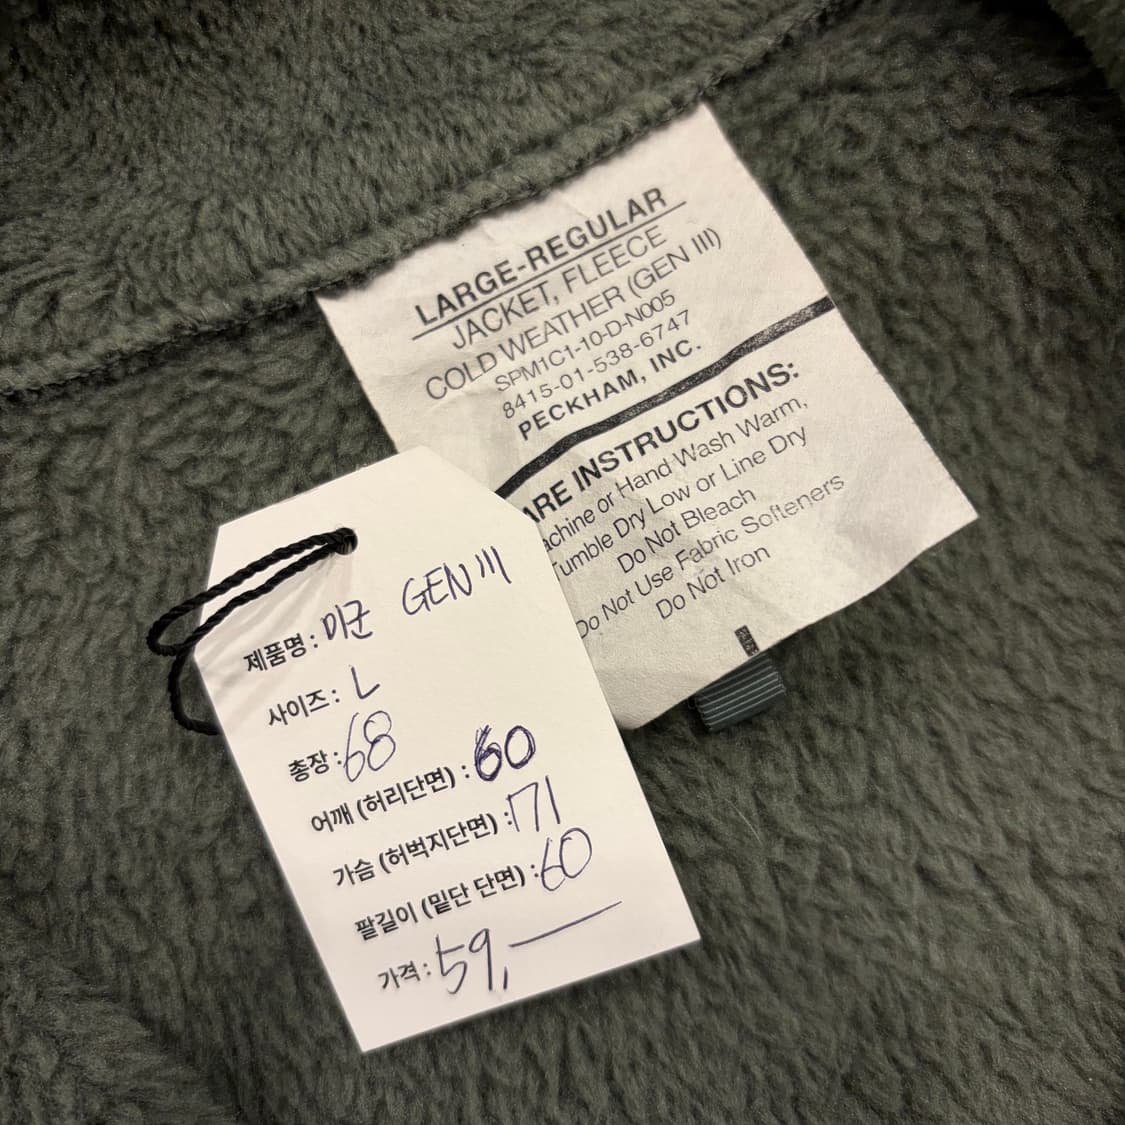 LARGE-REGULAR
JACKET, FLEECE
COLD WEATHER (GEN III)
SPM1C1-10-D-N005
8415-01-538-6747
PECKHAM, INC.
ARE INSTRUCTIONS:
achine or Hand Wash Warm,
Tumble Dry Low or Line Dry
Do Not Bleach
Do Not Use Fabric Softeners
Do Not Iron
제품명 : 미군 GEN III
사이즈 : L
총장 : 68
어깨 (허리단면) : 60
가슴 (허벅지단면) : 71
팔길이 (밑단 단면) : 60
가격 : 59,—